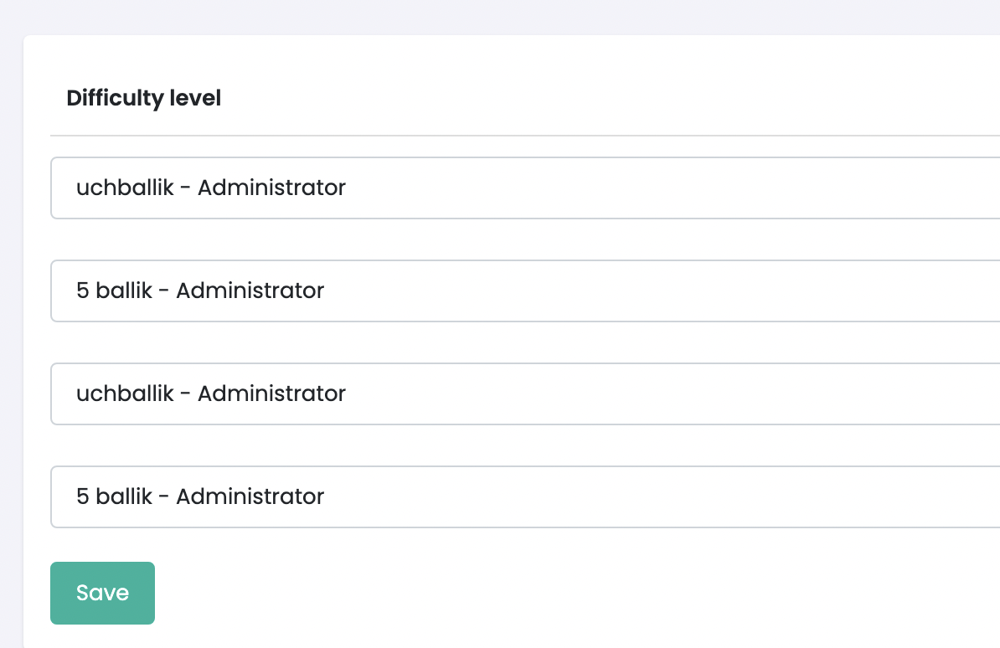 Difficulty level
uchballik - Administrator
5 ballik - Administrator
uchballik - Administrator
5 ballik - Administrator
Save